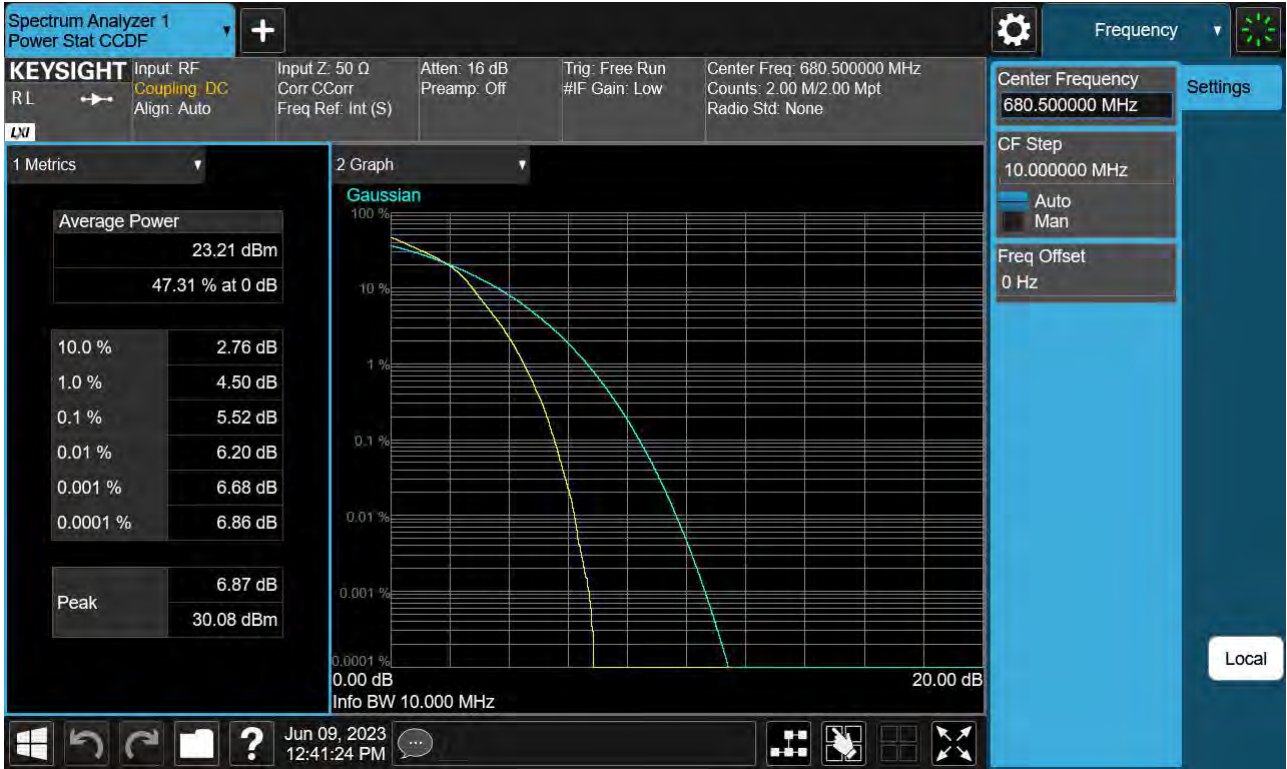 Spectrum Analyzer 1
Power Stat CCDF
Frequency
KEYSIGHT
RL
LXI
Input: RF
Coupling: DC
Align: Auto
Input Z: 50 Ω
Corr CCorr
Freq Ref: Int (S)
Atten: 16 dB
Preamp: Off
Trig: Free Run
#IF Gain: Low
Center Freq: 680.500000 MHz
Counts: 2.00 M/2.00 Mpt
Radio Std: None
1 Metrics
Average Power
23.21 dBm
47.31 % at 0 dB
10.0 % 2.76 dB
1.0 % 4.50 dB
0.1 % 5.52 dB
0.01 % 6.20 dB
0.001 % 6.68 dB
0.0001 % 6.86 dB
Peak
6.87 dB
30.08 dBm
2 Graph
Gaussian
100 %
10 %
1 %
0.1 %
0.01 %
0.001 %
0.0001 %
0.00 dB 20.00 dB
Info BW 10.000 MHz
Center Frequency
680.500000 MHz
CF Step
10.000000 MHz
Auto
Man
Freq Offset
0 Hz
Settings
Local
?
Jun 09, 2023
12:41:24 PM